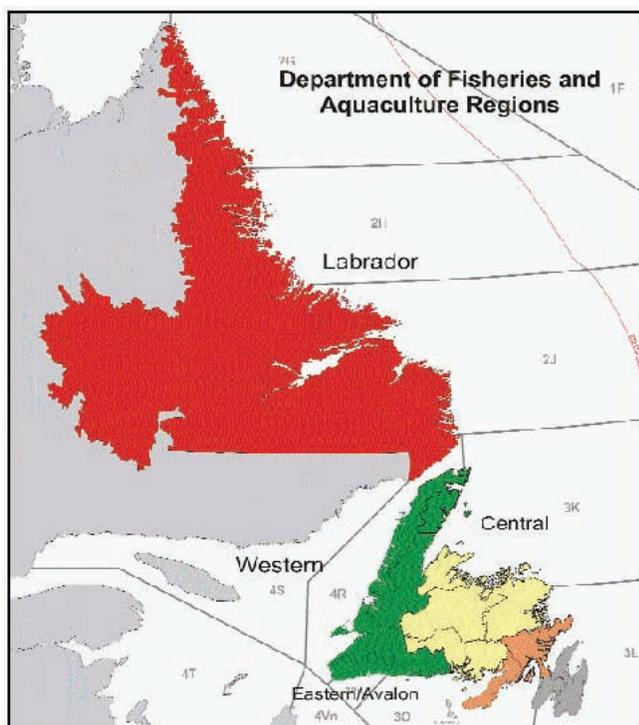 2G
Department of Fisheries and
Aquaculture Regions
1F
2H
Labrador
2J
3K
Central
Western
4S
4R
3L
4T
Eastern/Avalon
4Vn
3O